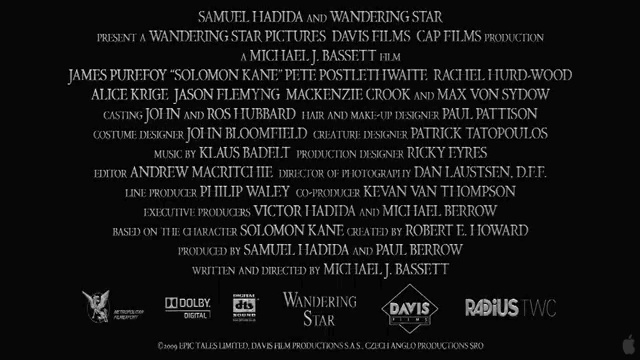 SAMUEL HADIDA AND WANDERING STAR
PRESENT A WANDERING STAR PICTURES DAVIS FILMS CAP FILMS PRODUCTION
A MICHAEL J. BASSETT FILM
JAMES PUREFOY "SOLOMON KANE" PETE POSTLETHWAITE RACHEL HURD-WOOD
ALICE KRIGE JASON FLEMYNG MACKENZIE CROOK AND MAX VON SYDOW
CASTING JOHN AND ROS HUBBARD HAIR AND MAKE-UP DESIGNER PAUL PATTISON
COSTUME DESIGNER JOHN BLOOMFIELD CREATURE DESIGNER PATRICK TATOPOULOS
MUSIC BY KLAUS BADELT PRODUCTION DESIGNER RICKY EYRES
EDITOR ANDREW MACRITCHIE DIRECTOR OF PHOTOGRAPHY DAN LAUSTSEN, D.F.F.
LINE PRODUCER PHILIP WALEY CO-PRODUCER KEVAN VAN THOMPSON
EXECUTIVE PRODUCERS VICTOR HADIDA AND MICHAEL BERROW
BASED ON THE CHARACTER SOLOMON KANE CREATED BY ROBERT E. HOWARD
PRODUCED BY SAMUEL HADIDA AND PAUL BERROW
WRITTEN AND DIRECTED BY MICHAEL J. BASSETT
METROPOLITAN FILMEXPORT
DOLBY DIGITAL
DIGITAL dts SOUND
WANDERING STAR
DAVIS FILMS
RADIUS TWC
©2009 EPIC TALES LIMITED, DAVIS FILM PRODUCTIONS S.A.S., CZECH ANGLO PRODUCTIONS SRO